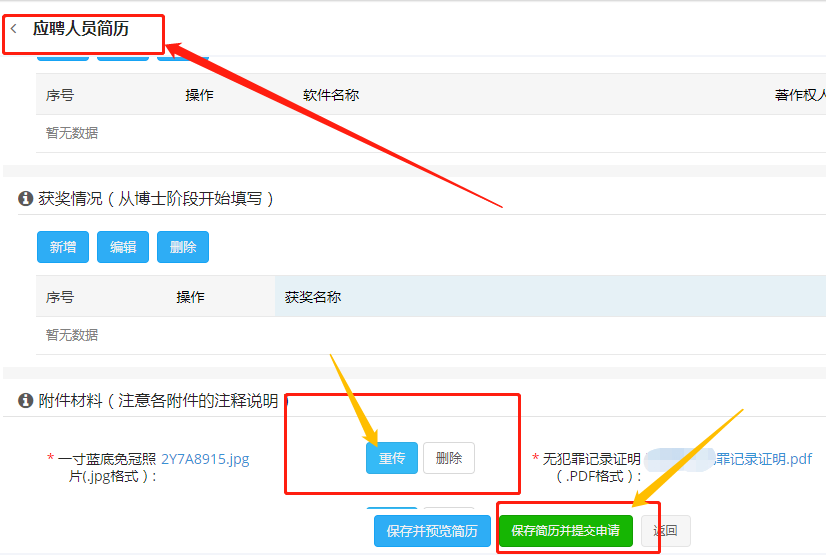 应聘人员简历
序号 操作 软件名称 著作权人
暂无数据
获奖情况（从博士阶段开始填写）
新增 编辑 删除
序号 操作 获奖名称
暂无数据
附件材料（注意各附件的注释说明）
* 一寸蓝底免冠照片(.jpg格式）： 2Y7A8915.jpg 重传 删除
* 无犯罪记录证明（.PDF格式）： 罪记录证明.pdf
保存并预览简历 保存简历并提交申请 返回